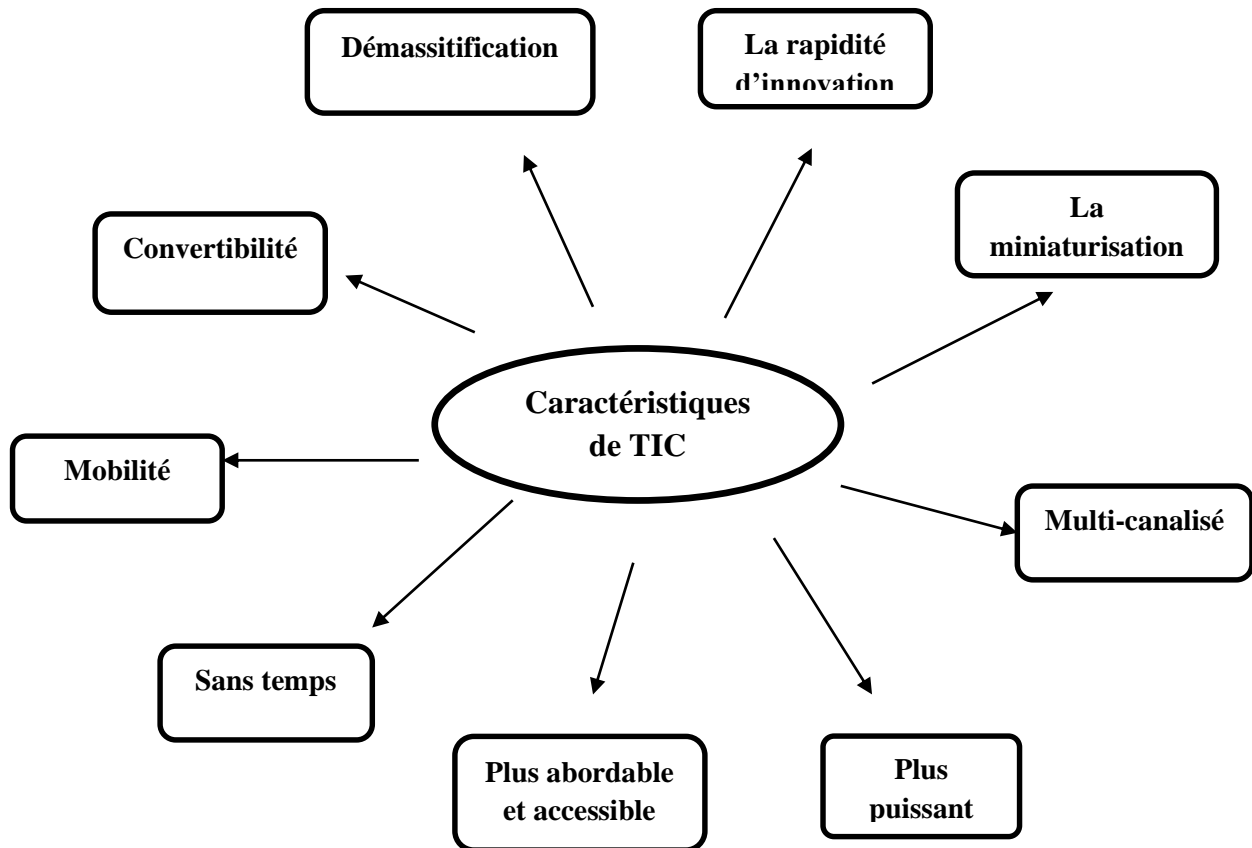 Démassitification
La rapidité
d'innovation
La
miniaturisation
Convertibilité
Caractéristiques
de TIC
Mobilité
Multi-canalisé
Sans temps
Plus abordable
et accessible
Plus
puissant